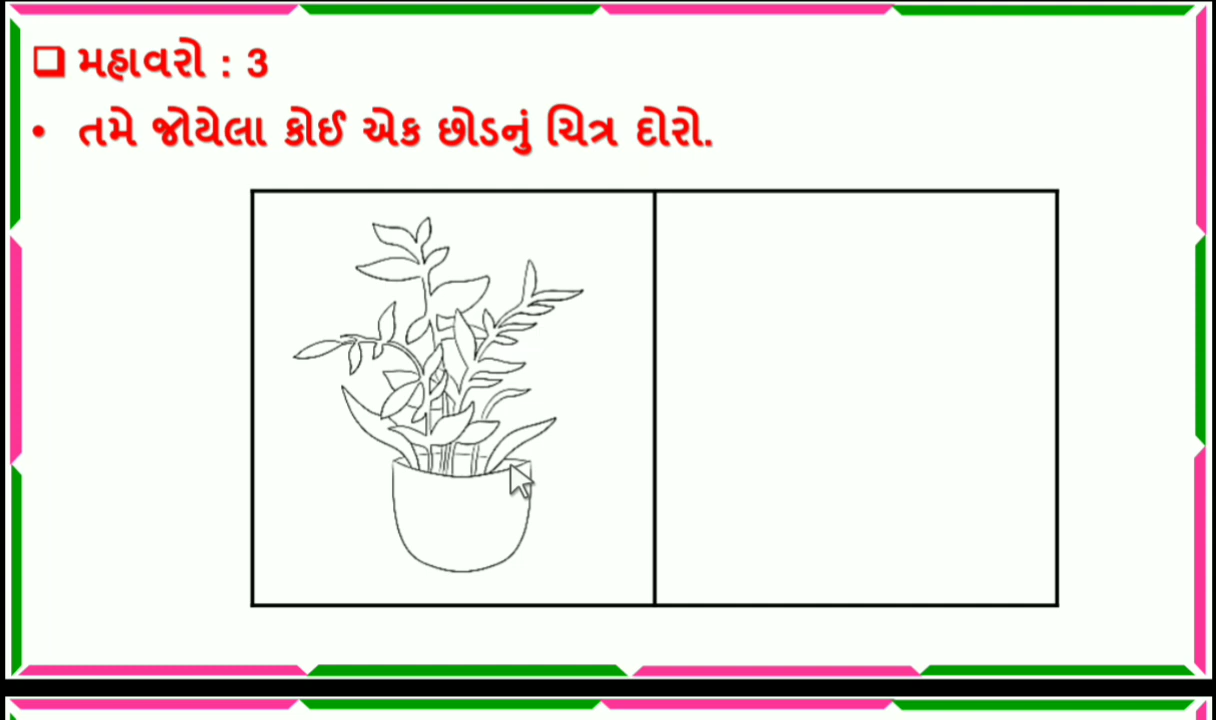 ❑ મહાવરો : 3
• તમે જોયેલા કોઈ એક છોડનું ચિત્ર દોરો.